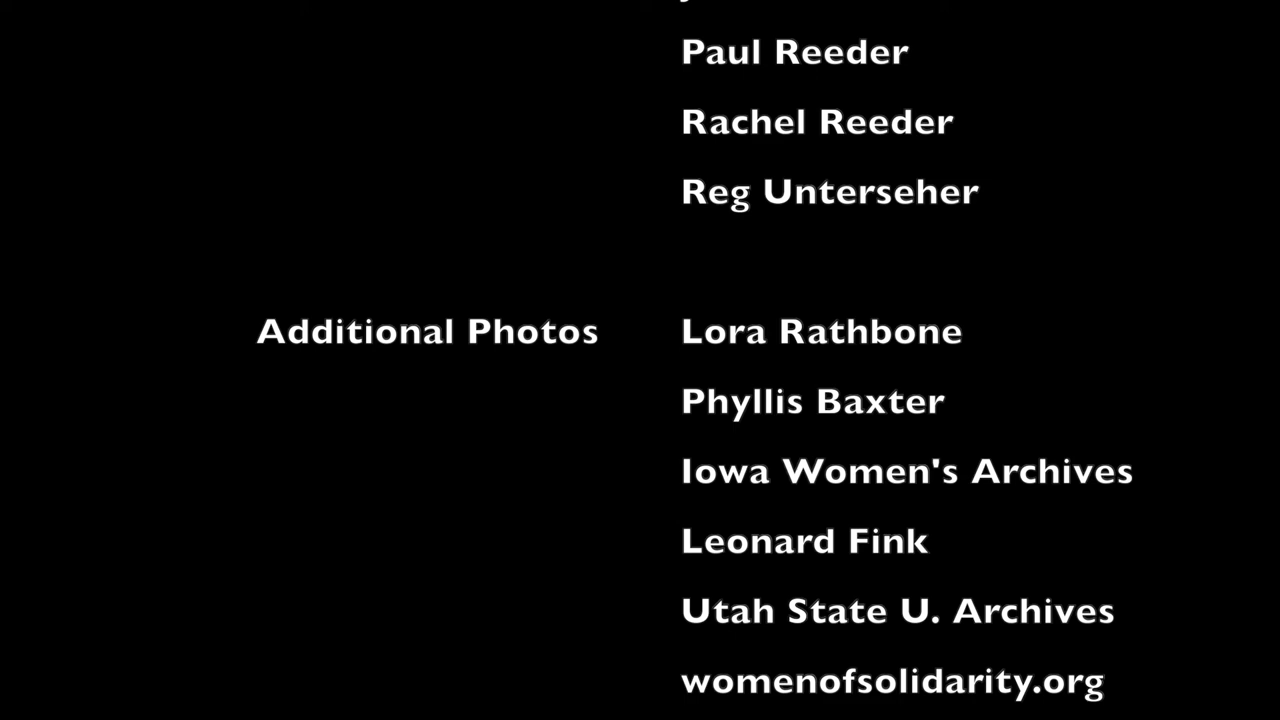 Paul Reeder
Rachel Reeder
Reg Unterseher
Additional Photos Lora Rathbone
Phyllis Baxter
Iowa Women's Archives
Leonard Fink
Utah State U. Archives
womenofsolidarity.org